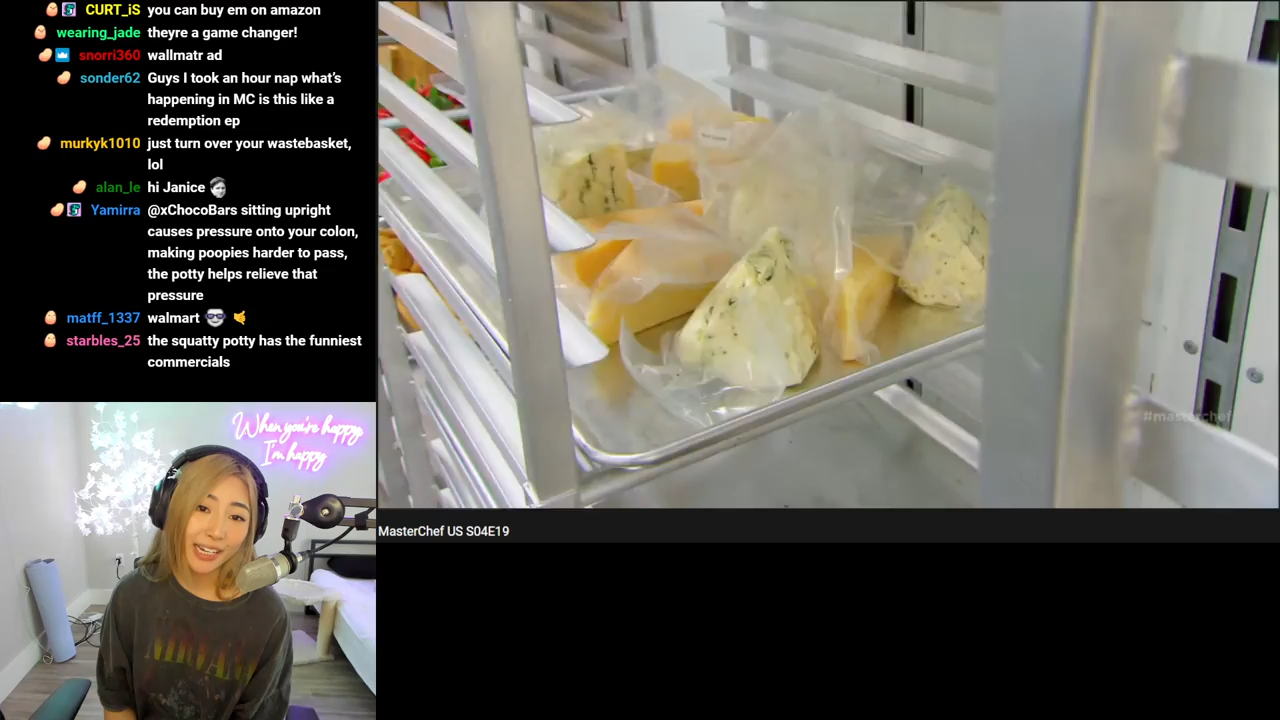 CURT_iS you can buy em on amazon
wearing_jade theyre a game changer!
snorri360 wallmatr ad
sonder62 Guys I took an hour nap what's
happening in MC is this like a
redemption ep
murkyk1010 just turn over your wastebasket,
lol
alan_le hi Janice
Yamirra @xChocoBars sitting upright
causes pressure onto your colon,
making poopies harder to pass,
the potty helps relieve that
pressure
matff_1337 walmart
starbles_25 the squatty potty has the funniest
commercials
#masterchef
MasterChef US S04E19
When you're happy
I'm happy
NIRVANA